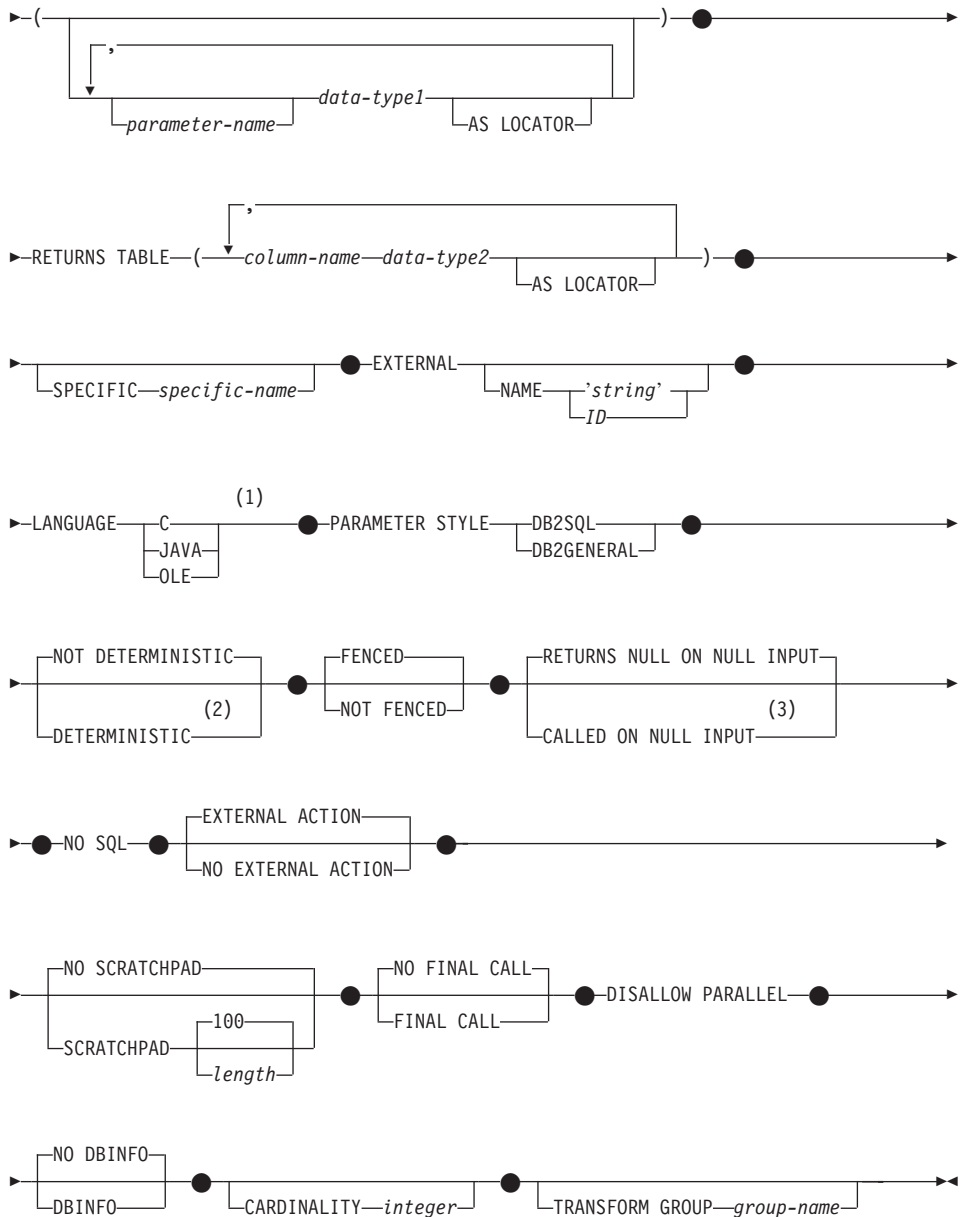 ( )
,
data-type1
parameter-name AS LOCATOR
,
RETURNS TABLE ( column-name data-type2 )
AS LOCATOR
EXTERNAL
SPECIFIC specific-name NAME 'string'
ID
(1)
LANGUAGE C PARAMETER STYLE DB2SQL
JAVA DB2GENERAL
OLE
NOT DETERMINISTIC FENCED RETURNS NULL ON NULL INPUT
(2) NOT FENCED (3)
DETERMINISTIC CALLED ON NULL INPUT
EXTERNAL ACTION
NO SQL
NO EXTERNAL ACTION
NO SCRATCHPAD NO FINAL CALL
DISALLOW PARALLEL
100 FINAL CALL
SCRATCHPAD
length
NO DBINFO
DBINFO CARDINALITY integer TRANSFORM GROUP group-name